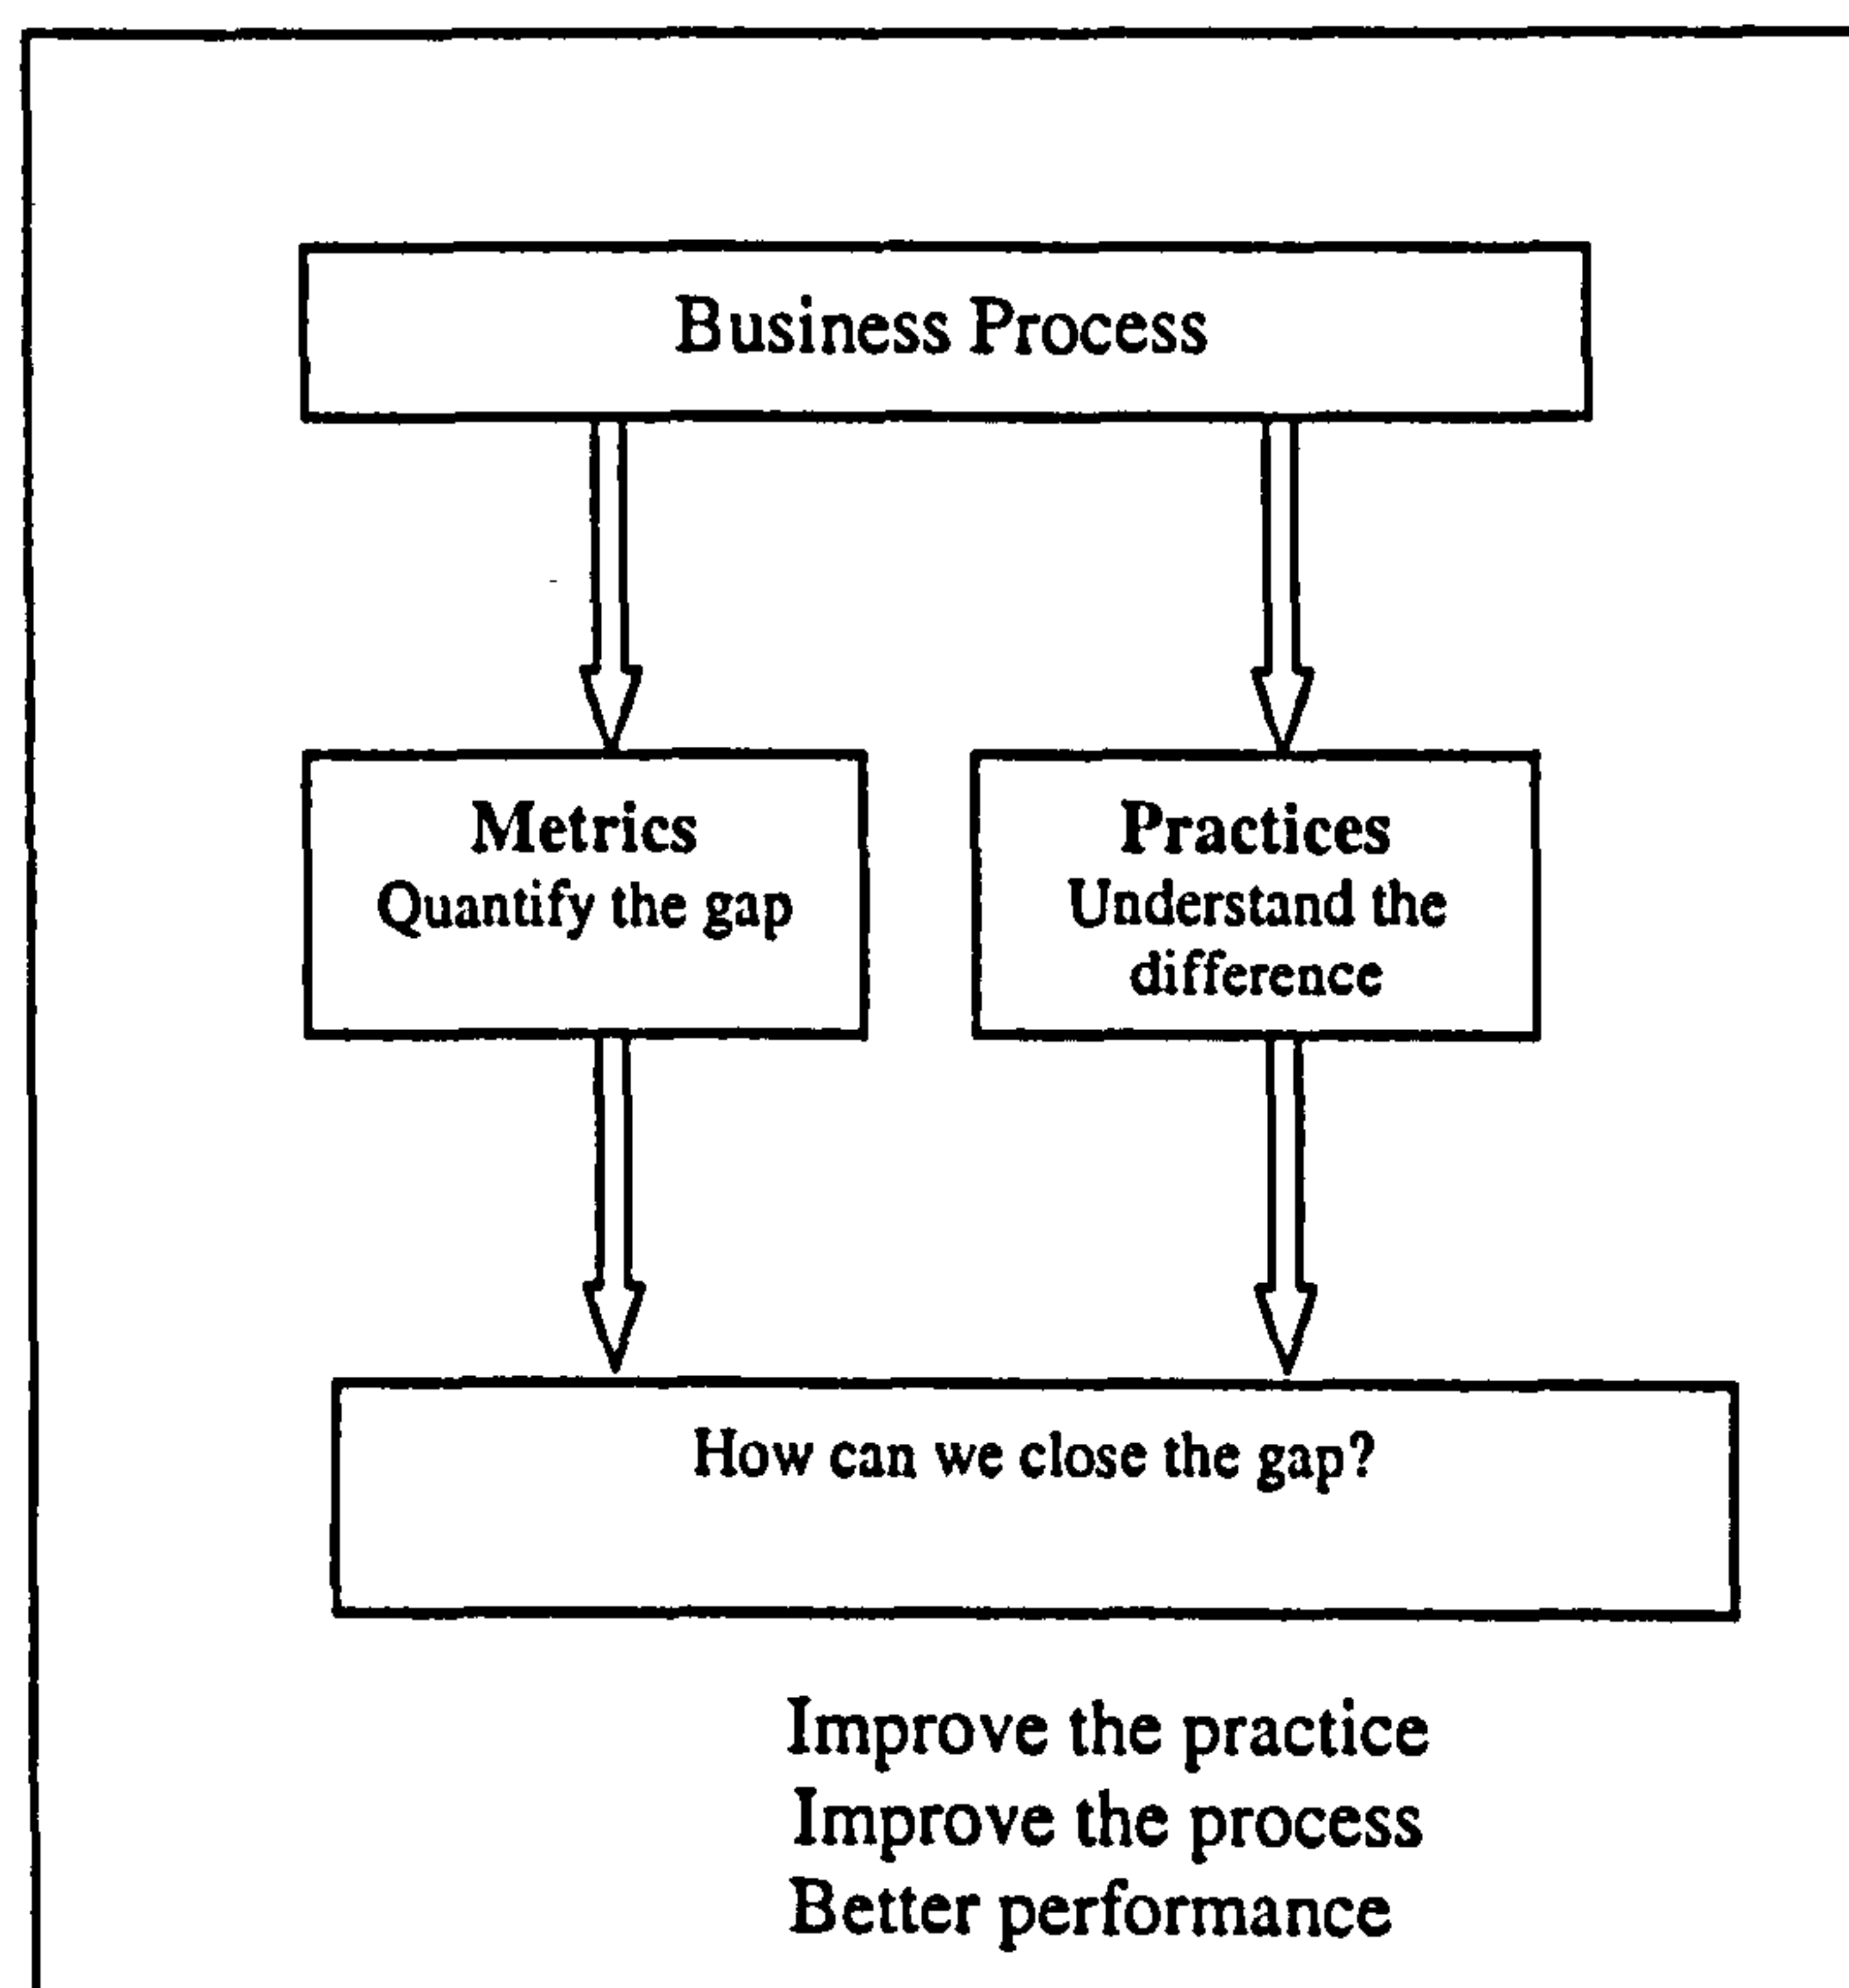 Business Process
Metrics
Quantify the gap
Practices
Understand the
difference
How can we close the gap?
Improve the practice
Improve the process
Better performance